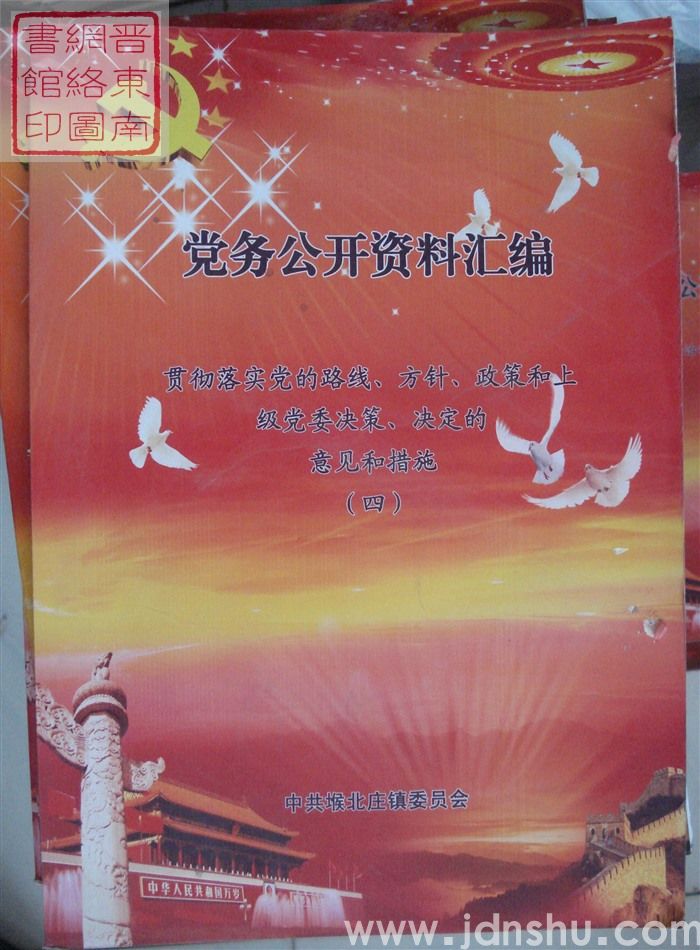 晋東南
網絡圖
書館印
党务公开资料汇编
贯彻落实党的路线、方针、政策和上
级党委决策、决定的
意见和措施
（四）
中共堠北庄镇委员会
中华人民共和国万岁
www.jdnshu.com